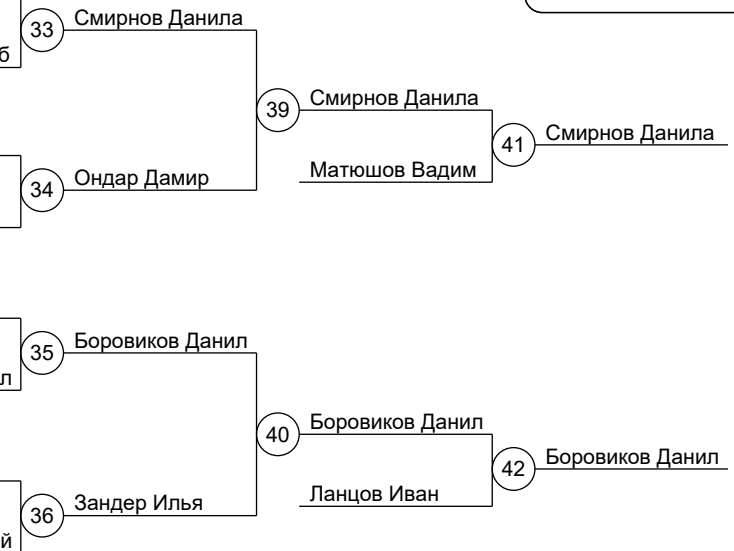 33 Смирнов Данила
39 Смирнов Данила
41 Смирнов Данила
Матюшов Вадим
34 Ондар Дамир
35 Боровиков Данил
40 Боровиков Данил
42 Боровиков Данил
Ланцов Иван
36 Зандер Илья